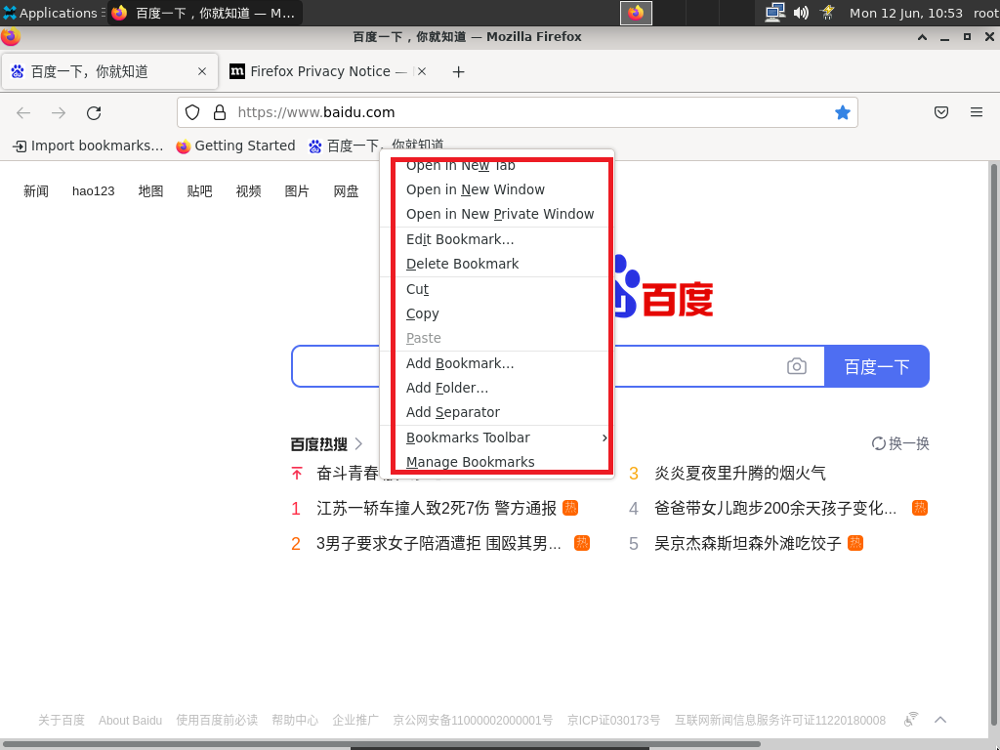 Applications
百度一下，你就知道 — M...
Mon 12 Jun, 10:53
root
百度一下，你就知道 — Mozilla Firefox
百度一下，你就知道
Firefox Privacy Notice —
https://www.baidu.com
Import bookmarks...
Getting Started
百度一下，你就知道
新闻 hao123 地图 贴吧 视频 图片 网盘
Open in New Tab
Open in New Window
Open in New Private Window
Edit Bookmark...
Delete Bookmark
Cut
Copy
Paste
Add Bookmark...
Add Folder...
Add Separator
Bookmarks Toolbar
Manage Bookmarks
百度
百度一下
百度热搜
换一换
奋斗青春
1 江苏一轿车撞人致2死7伤 警方通报 热
2 3男子要求女子陪酒遭拒 围殴其男... 热
3 炎炎夏夜里升腾的烟火气
4 爸爸带女儿跑步200余天孩子变化... 热
5 吴京杰森斯坦森外滩吃饺子 热
关于百度 About Baidu 使用百度前必读 帮助中心 企业推广 京公网安备11000002000001号 京ICP证030173号 互联网新闻信息服务许可证11220180008